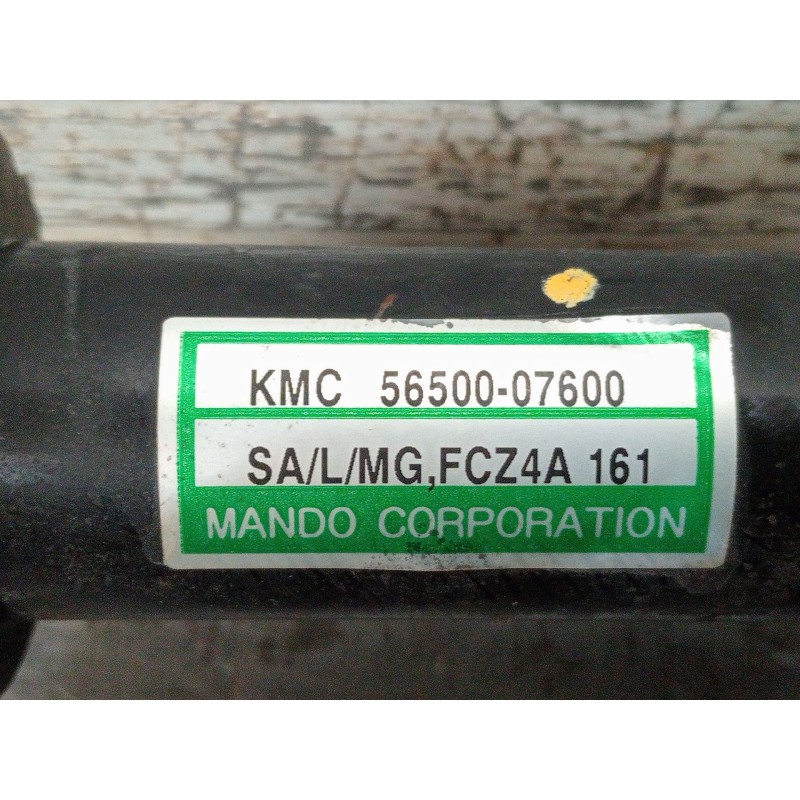 KMC 56500-07600
SA/L/MG,FCZ4A 161
MANDO CORPORATION